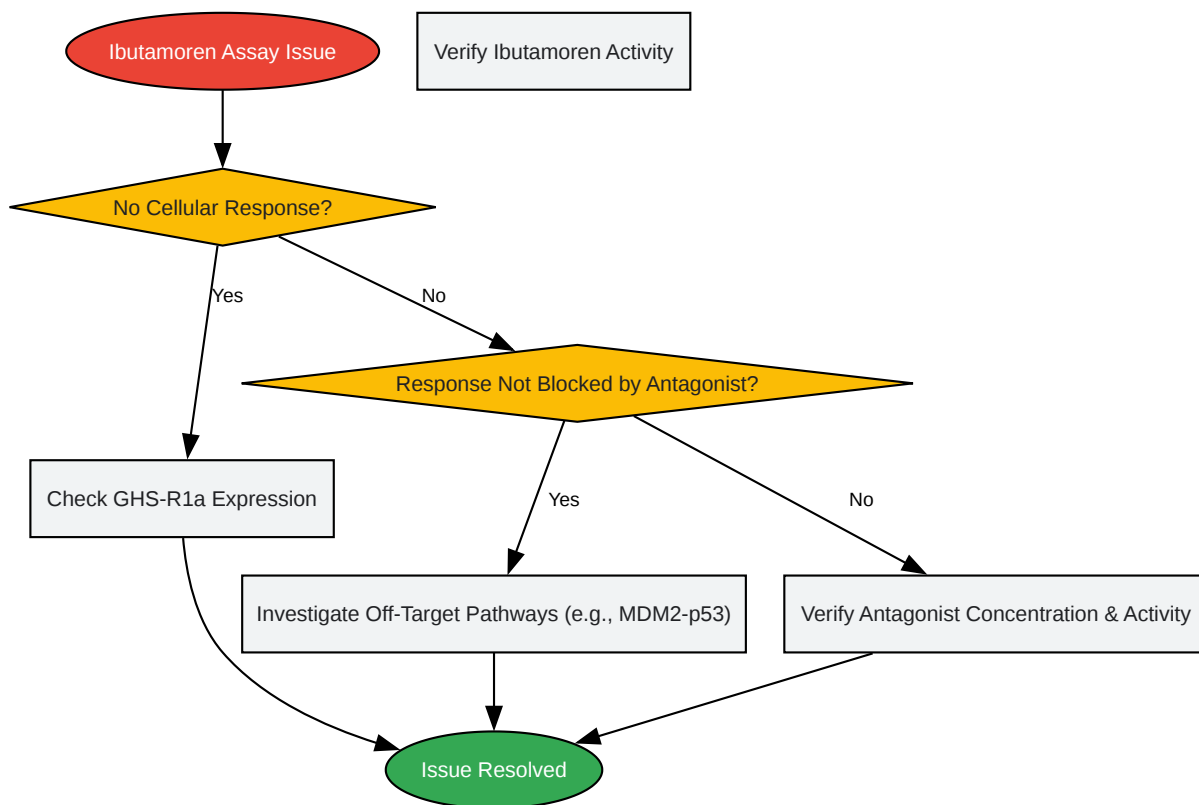 Ibutamoren Assay Issue
Verify Ibutamoren Activity
No Cellular Response?
Yes
No
Response Not Blocked by Antagonist?
Check GHS-R1a Expression
Yes
No
Investigate Off-Target Pathways (e.g., MDM2-p53)
Verify Antagonist Concentration & Activity
Issue Resolved